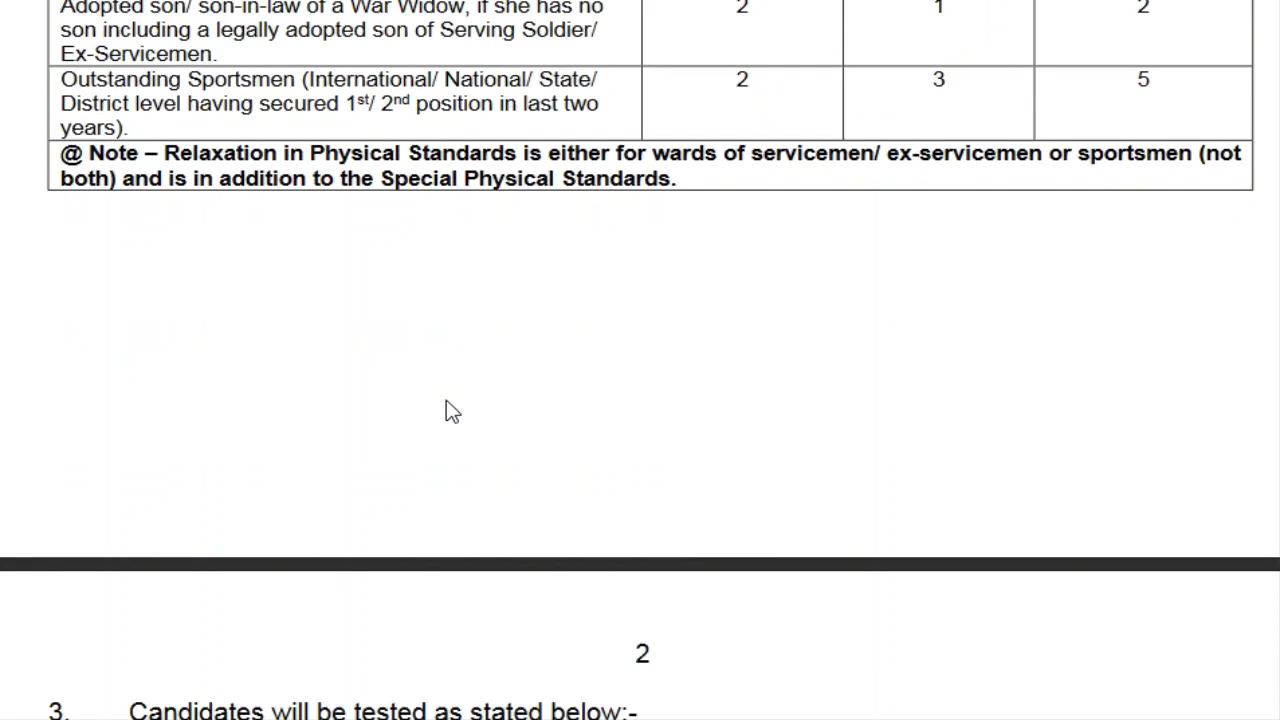 Adopted son/ son-in-law of a War Widow, if she has no 2 1 2
son including a legally adopted son of Serving Soldier/
Ex-Servicemen.
Outstanding Sportsmen (International/ National/ State/ 2 3 5
District level having secured 1st/ 2nd position in last two
years).
@ Note – Relaxation in Physical Standards is either for wards of servicemen/ ex-servicemen or sportsmen (not
both) and is in addition to the Special Physical Standards.
2
3. Candidates will be tested as stated below:-